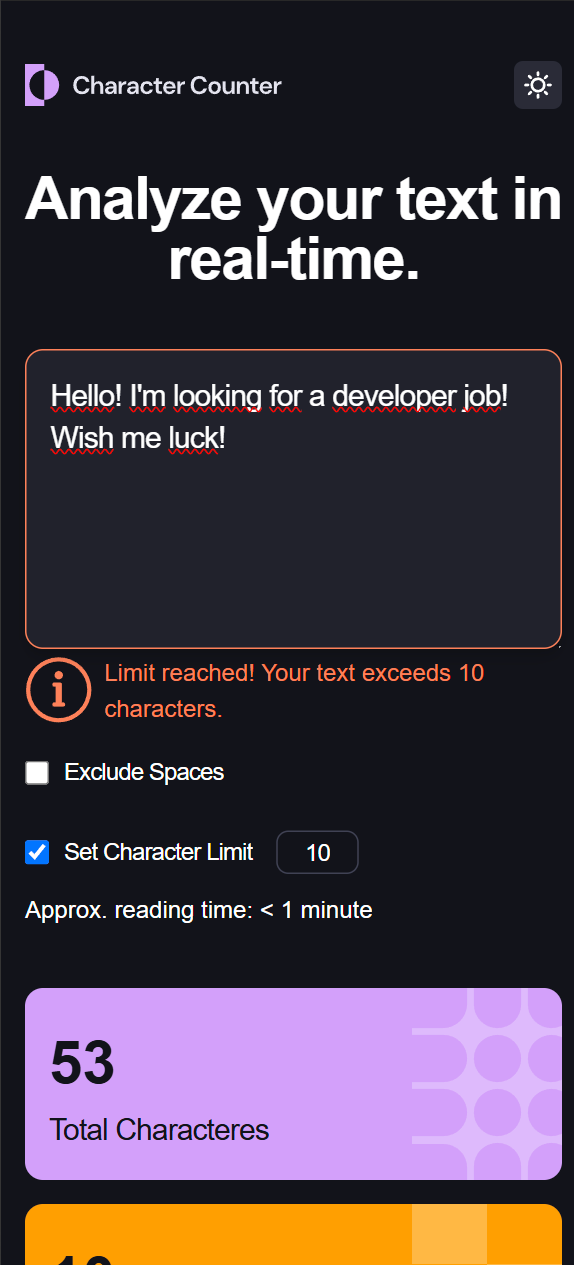 Character Counter
Analyze your text in
real-time.
Hello! I'm looking for a developer job!
Wish me luck!
Limit reached! Your text exceeds 10
characters.
Exclude Spaces
Set Character Limit 10
Approx. reading time: < 1 minute
53
Total Characteres